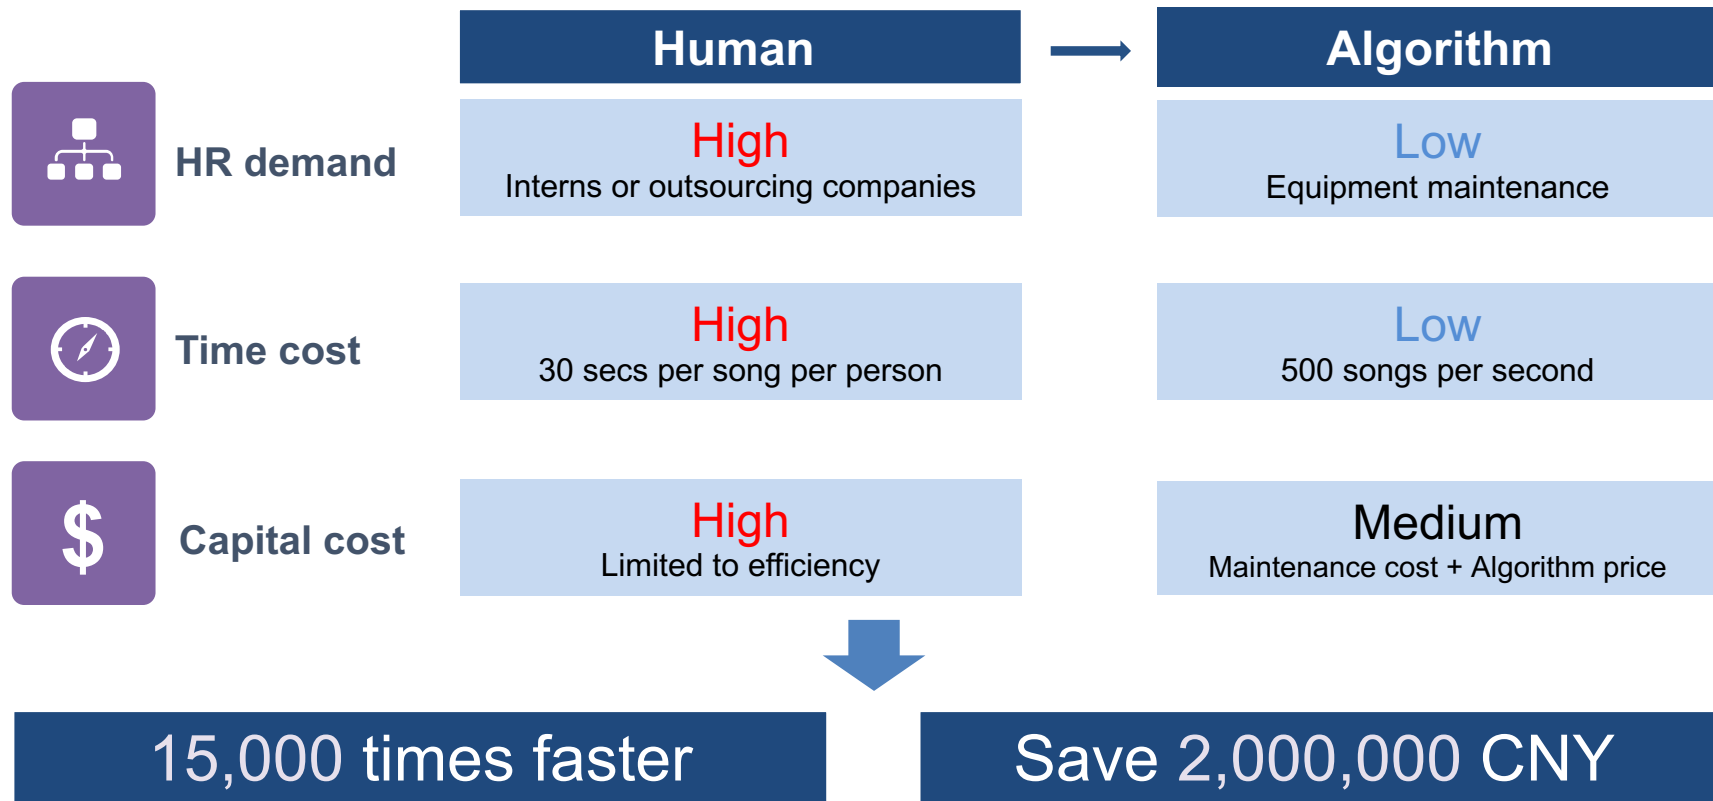 Human
Algorithm
HR demand
High
Interns or outsourcing companies
Low
Equipment maintenance
Time cost
High
30 secs per song per person
Low
500 songs per second
$
Capital cost
High
Limited to efficiency
Medium
Maintenance cost + Algorithm price
15,000 times faster
Save 2,000,000 CNY